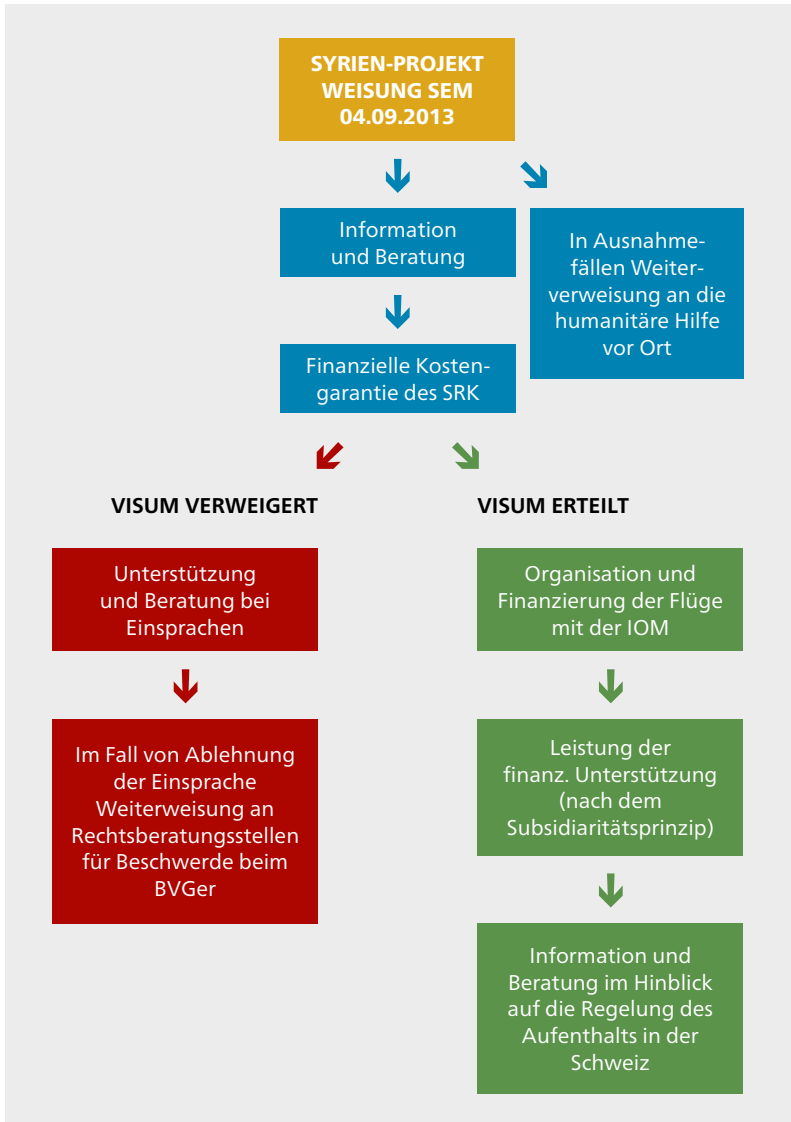 SYRIEN-PROJEKT
WEISUNG SEM
04.09.2013
Information
und Beratung
In Ausnahme-
fällen Weiter-
verweisung an die
humanitäre Hilfe
vor Ort
Finanzielle Kosten-
garantie des SRK
VISUM VERWEIGERT
Unterstützung
und Beratung bei
Einsprachen
Im Fall von Ablehnung
der Einsprache
Weiterweisung an
Rechtsberatungsstellen
für Beschwerde beim
BVGer
VISUM ERTEILT
Organisation und
Finanzierung der Flüge
mit der IOM
Leistung der
finanz. Unterstützung
(nach dem
Subsidiaritätsprinzip)
Information und
Beratung im Hinblick
auf die Regelung des
Aufenthalts in der
Schweiz